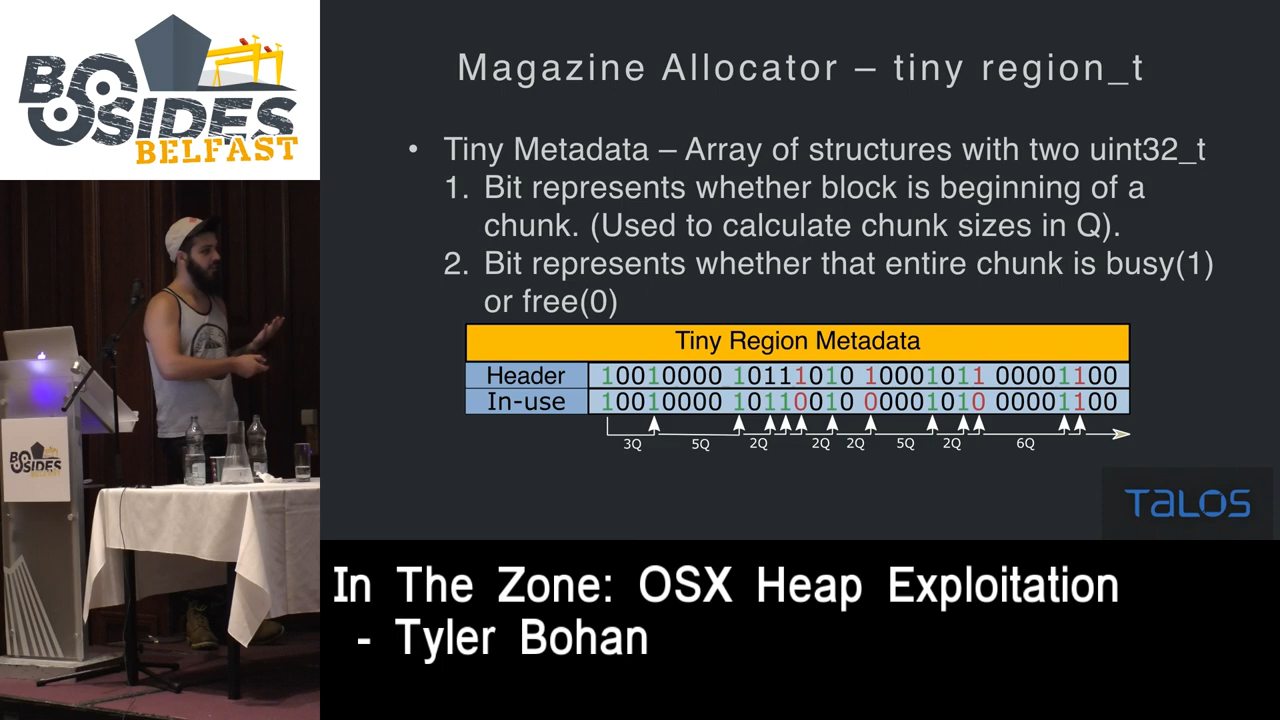 BSIDES
BELFAST
Magazine Allocator – tiny region_t
• Tiny Metadata – Array of structures with two uint32_t
1. Bit represents whether block is beginning of a
chunk. (Used to calculate chunk sizes in Q).
2. Bit represents whether that entire chunk is busy(1)
or free(0)
Tiny Region Metadata
Header 10010000 10111010 10001011 00001100
In-use 10010000 10110010 00001010 00001100
3Q 5Q 2Q 2Q 2Q 5Q 2Q 6Q
BSIDES
BELFAST
TALOS
In The Zone: OSX Heap Exploitation
- Tyler Bohan